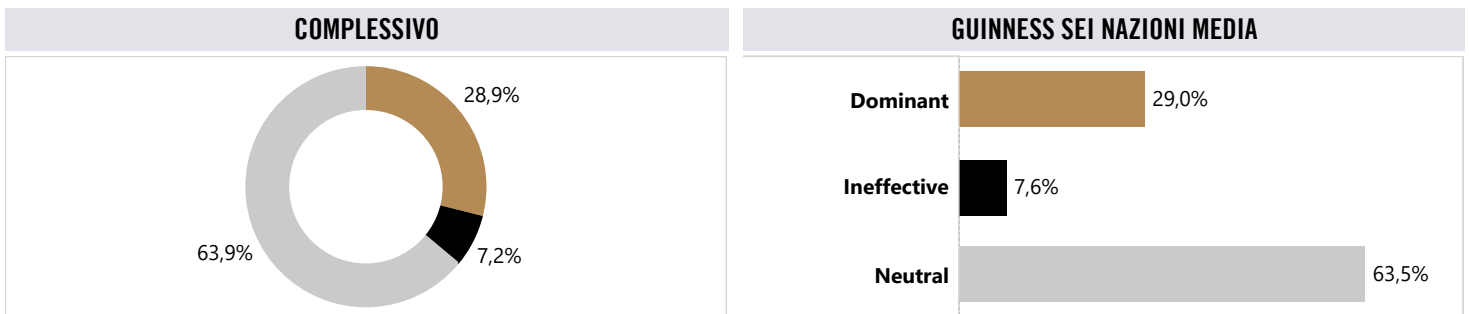 COMPLESSIVO
28,9%
7,2%
63,9%
GUINNESS SEI NAZIONI MEDIA
Dominant 29,0%
Ineffective 7,6%
Neutral 63,5%